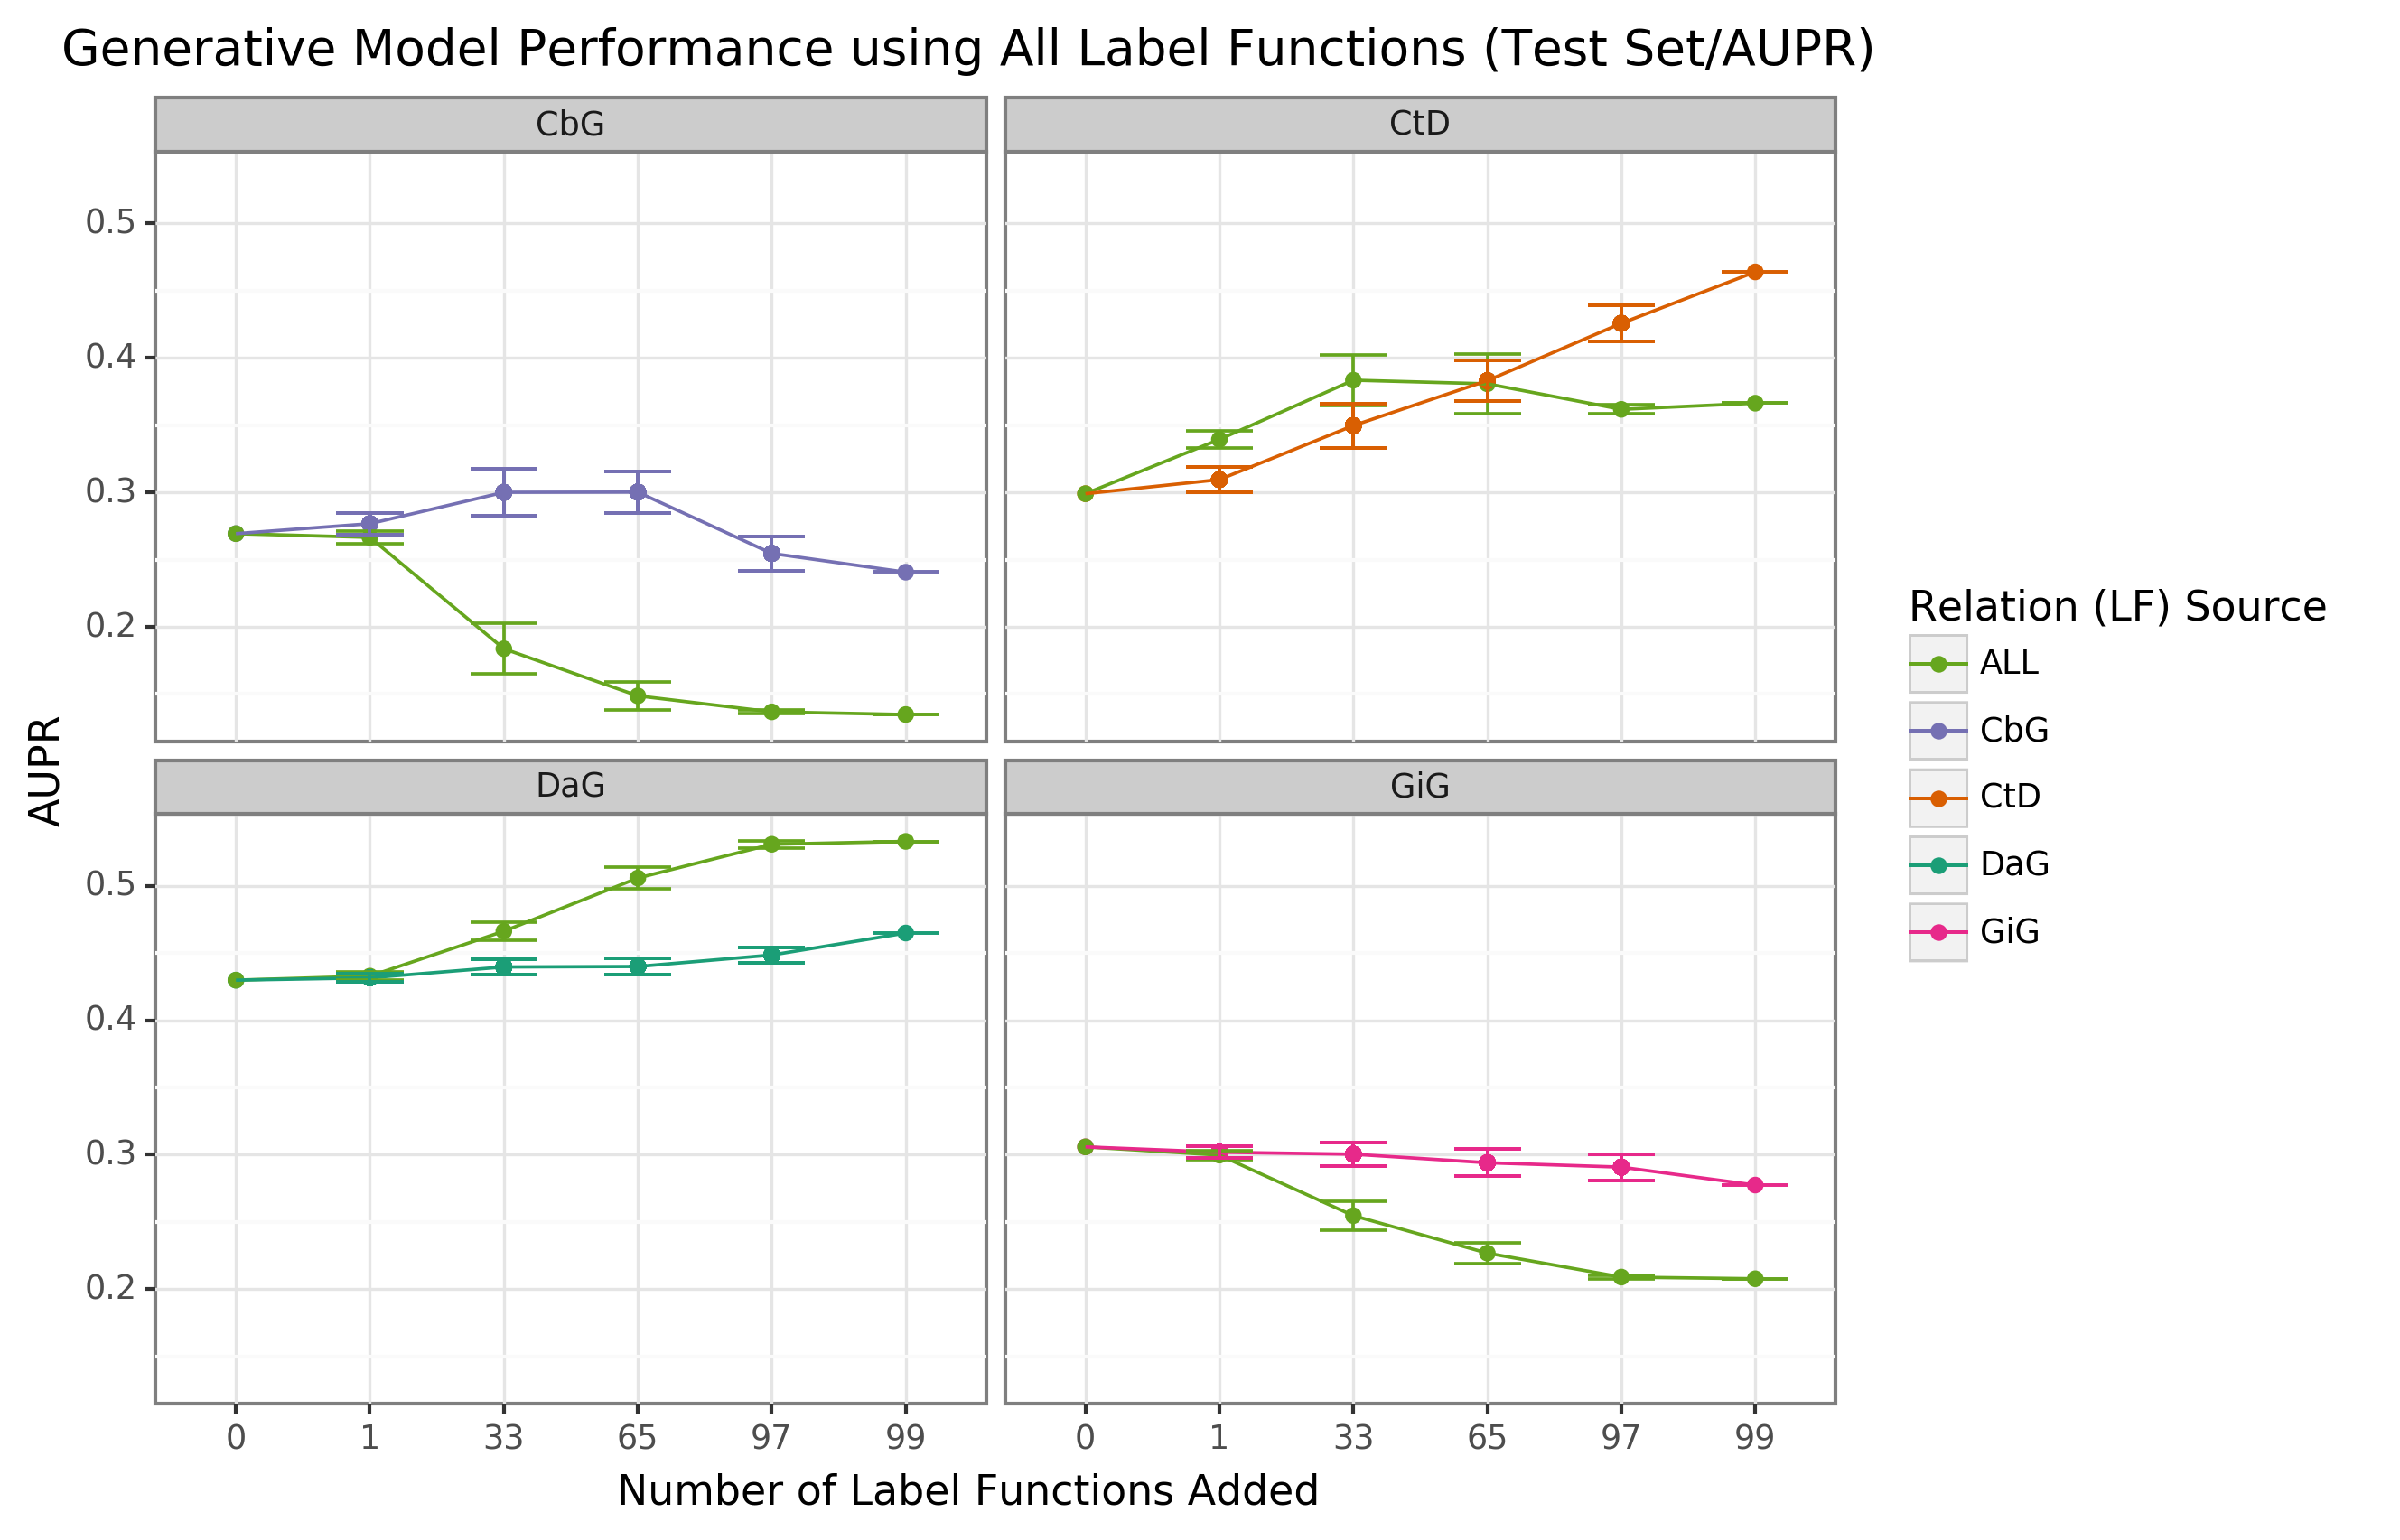 Generative Model Performance using All Label Functions (Test Set/AUPR)
CbG
CtD
0.5
0.4
0.3
0.2
AUPR
DaG
GiG
0.5
0.4
0.3
0.2
0 1 33 65 97 99
0 1 33 65 97 99
Number of Label Functions Added
Relation (LF) Source
ALL
CbG
CtD
DaG
GiG